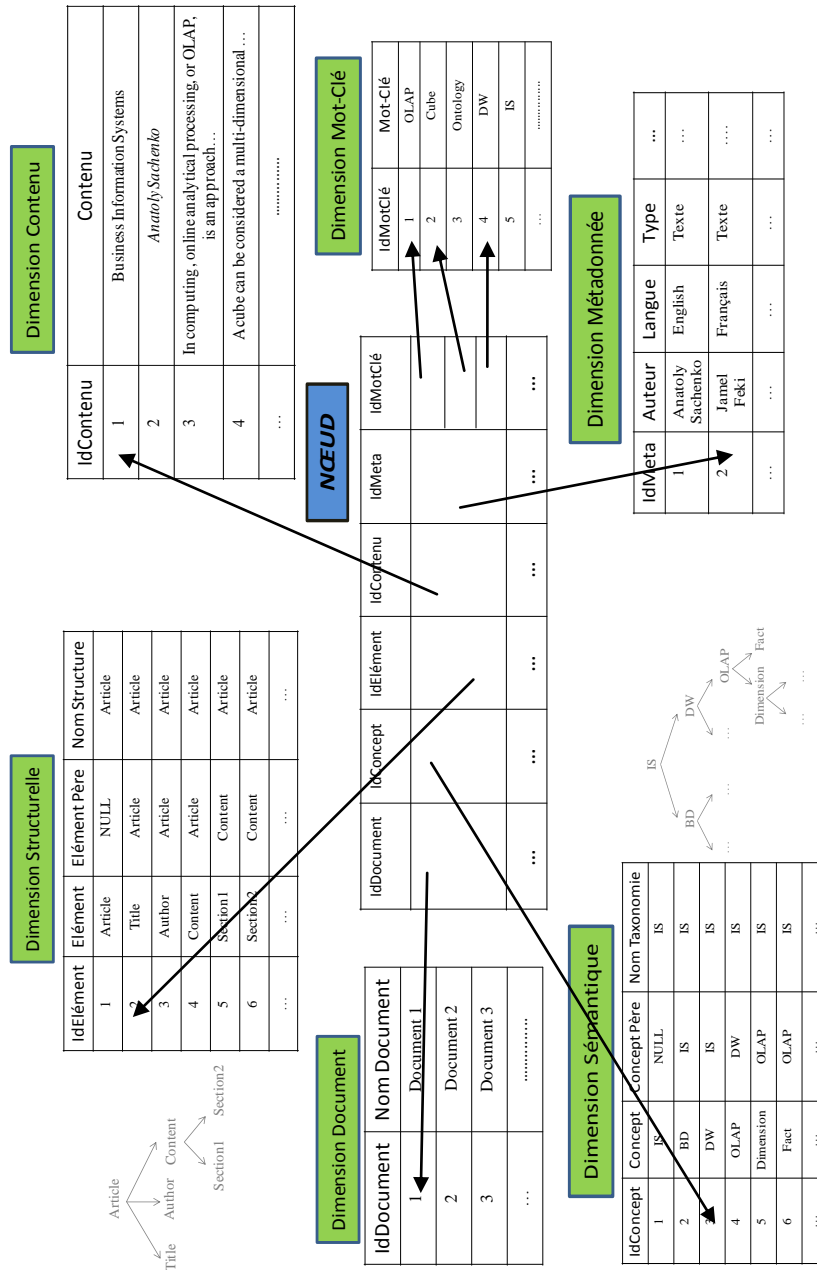 Dimension Structurelle
Article
Title Author Content
Section1 Section2
IdElément Elément Elément Père Nom Structure
1 Article NULL Article
2 Title Article Article
3 Author Article Article
4 Content Article Article
5 Section1 Content Article
6 Section2 Content Article
… … … …
Dimension Contenu
IdContenu Contenu
1 Business Information Systems
2 Anatoly Sachenko
3 In computing, online analytical processing, or OLAP,
is an approach…
4 A cube can be considered a multi-dimensional …
… ...............
Dimension Document
IdDocument Nom Document
1 Document 1
2 Document 2
3 Document 3
… ...............
NŒUD
IdDocument IdConcept IdElément IdContenu IdMeta IdMotClé
... ... ... ... ... ...
Dimension Mot-Clé
IdMotClé Mot-Clé
1 OLAP
2 Cube
3 Ontology
4 DW
5 IS
… ...............
Dimension Sémantique
IdConcept Concept Concept Père Nom Taxonomie
1 IS NULL IS
2 BD IS IS
3 DW IS IS
4 OLAP DW IS
5 Dimension OLAP IS
6 Fact OLAP IS
… … … …
IS
BD DW
… … … OLAP
Dimension Fact
… …
Dimension Métadonnée
IdMeta Auteur Langue Type ...
1 Anatoly
Sachenko English Texte …
2 Jamel
Feki Français Texte ….
… … … … …